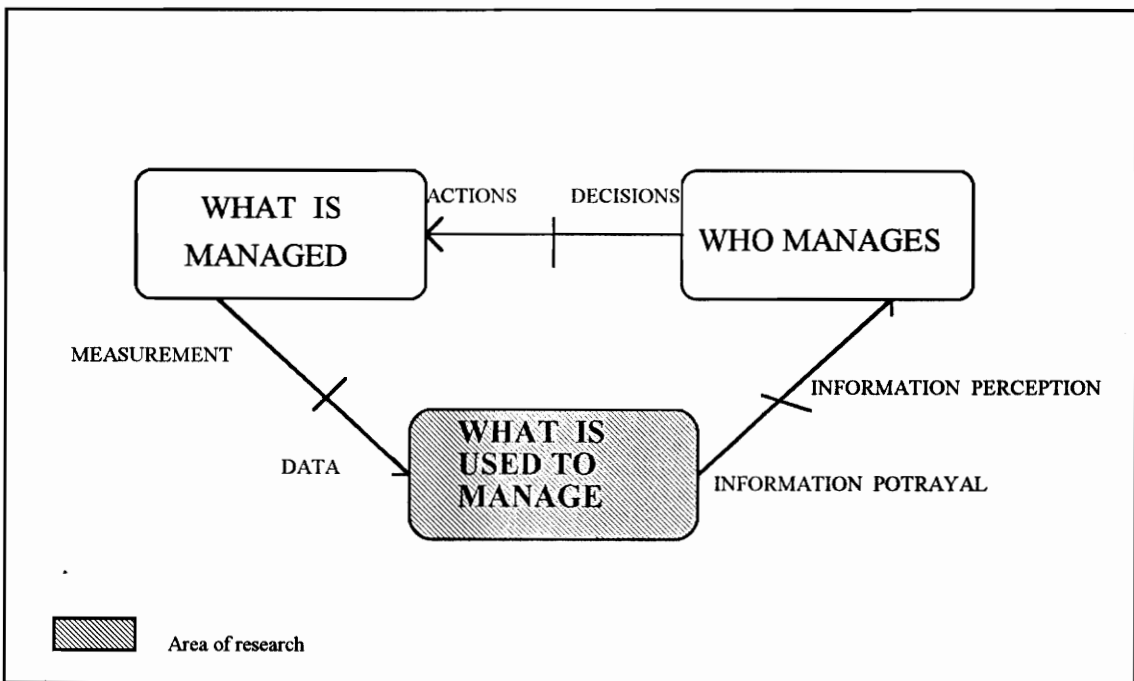 WHAT IS
MANAGED
ACTIONS
DECISIONS
WHO MANAGES
MEASUREMENT
INFORMATION PERCEPTION
DATA
WHAT IS
USED TO
MANAGE
INFORMATION POTRAYAL
Area of research